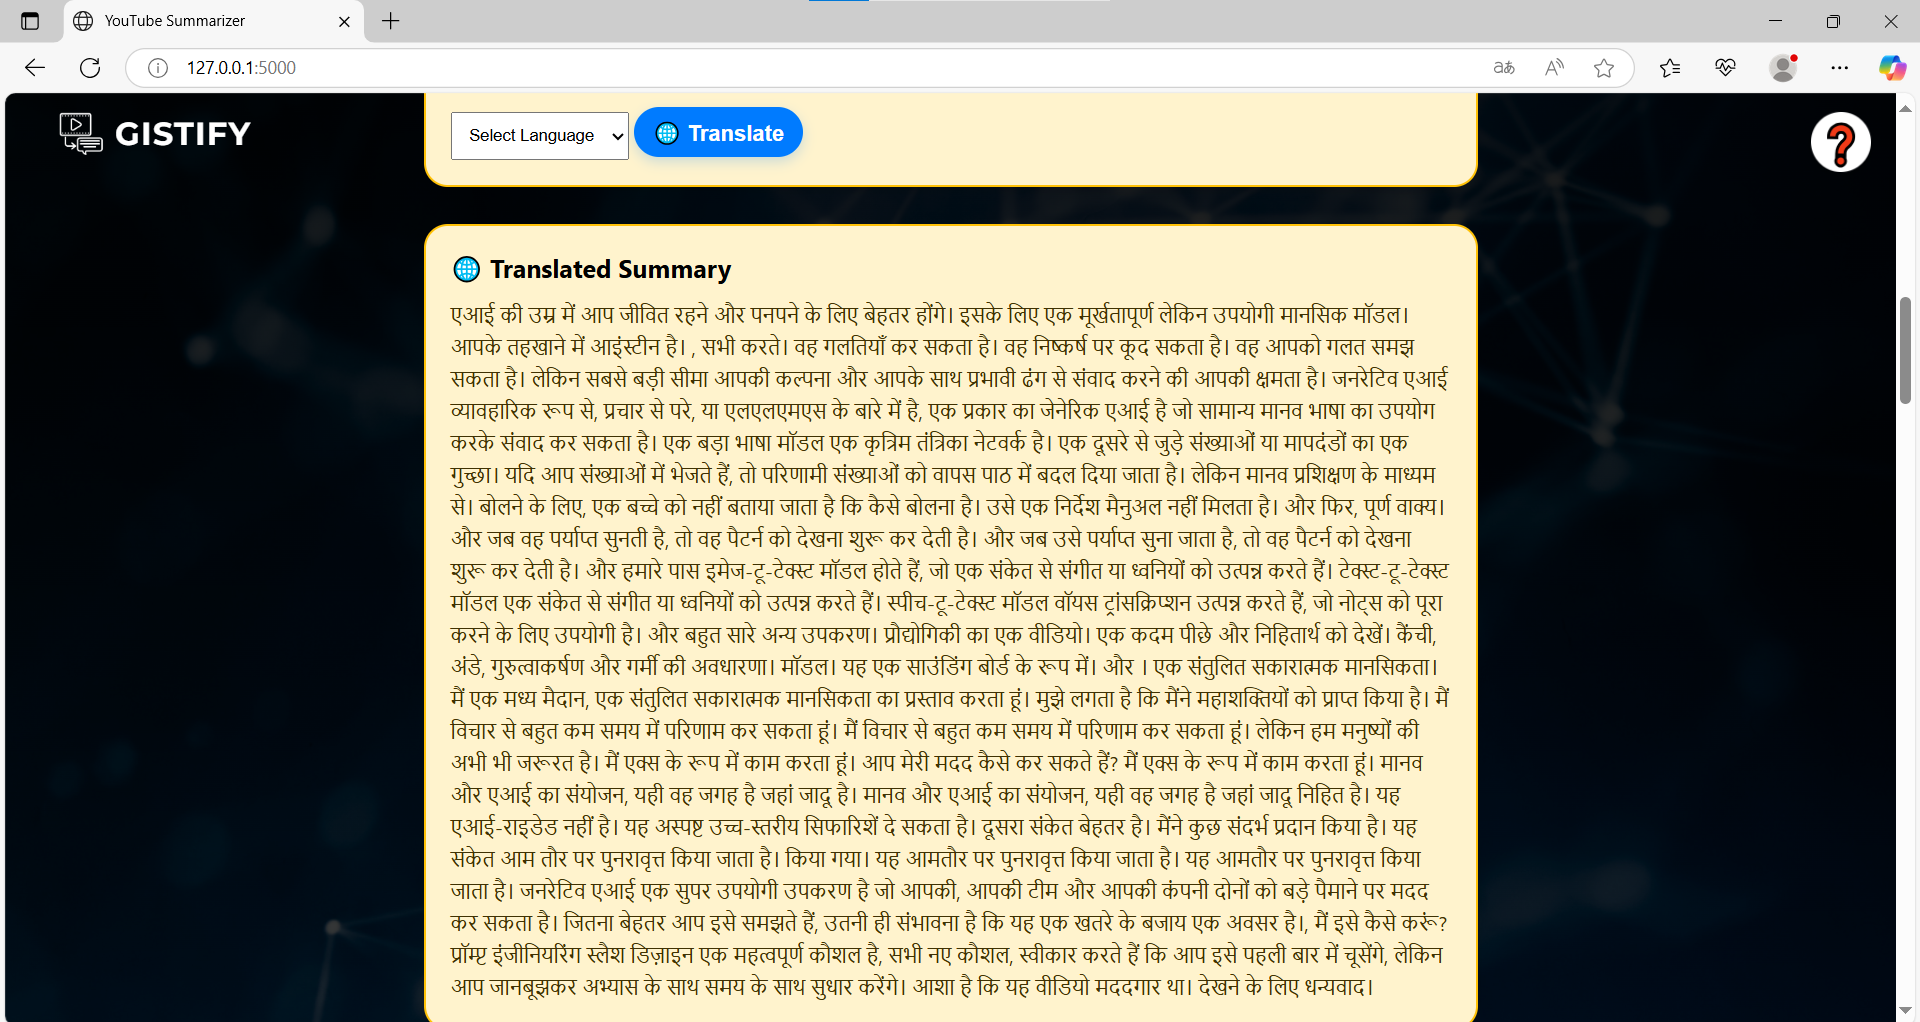 YouTube Summarizer
127.0.0.1:5000
GISTIFY
Select Language
Translate
Translated Summary
एआई की उम्र में आप जीवित रहने और पनपने के लिए बेहतर होंगे। इसके लिए एक मूर्खतापूर्ण लेकिन उपयोगी मानसिक मॉडल।
आपके तहखाने में आइंस्टीन है। , सभी करते। वह गलतियाँ कर सकता है। वह निष्कर्ष पर कूद सकता है। वह आपको गलत समझ
सकता है। लेकिन सबसे बड़ी सीमा आपकी कल्पना और आपके साथ प्रभावी ढंग से संवाद करने की आपकी क्षमता है। जनरेटिव एआई
व्यावहारिक रूप से, प्रचार से परे, या एलएलएमएस के बारे में है, एक प्रकार का जेनेरिक एआई है जो सामान्य मानव भाषा का उपयोग
करके संवाद कर सकता है। एक बड़ा भाषा मॉडल एक कृत्रिम तंत्रिका नेटवर्क है। एक दूसरे से जुड़े संख्याओं या मापदंडों का एक
गुच्छा। यदि आप संख्याओं में भेजते हैं, तो परिणामी संख्याओं को वापस पाठ में बदल दिया जाता है। लेकिन मानव प्रशिक्षण के माध्यम
से। बोलने के लिए, एक बच्चे को नहीं बताया जाता है कि कैसे बोलना है। उसे एक निर्देश मैनुअल नहीं मिलता है। और फिर, पूर्ण वाक्य।
और जब वह पर्याप्त सुनती है, तो वह पैटर्न को देखना शुरू कर देती है। और जब उसे पर्याप्त सुना जाता है, तो वह पैटर्न को देखना
शुरू कर देती है। और हमारे पास इमेज-टू-टेक्स्ट मॉडल होते हैं, जो एक संकेत से संगीत या ध्वनियों को उत्पन्न करते हैं। टेक्स्ट-टू-टेक्स्ट
मॉडल एक संकेत से संगीत या ध्वनियों को उत्पन्न करते हैं। स्पीच-टू-टेक्स्ट मॉडल वॉयस ट्रांसक्रिप्शन उत्पन्न करते हैं, जो नोट्स को पूरा
करने के लिए उपयोगी है। और बहुत सारे अन्य उपकरण। प्रौद्योगिकी का एक वीडियो। एक कदम पीछे और निहितार्थ को देखें। कैंची,
अंडे, गुरुत्वाकर्षण और गर्मी की अवधारणा। मॉडल। यह एक साउंडिंग बोर्ड के रूप में। और । एक संतुलित सकारात्मक मानसिकता।
मैं एक मध्य मैदान, एक संतुलित सकारात्मक मानसिकता का प्रस्ताव करता हूं। मुझे लगता है कि मैंने महाशक्तियों को प्राप्त किया है। मैं
विचार से बहुत कम समय में परिणाम कर सकता हूं। मैं विचार से बहुत कम समय में परिणाम कर सकता हूं। लेकिन हम मनुष्यों की
अभी भी जरूरत है। मैं एक्स के रूप में काम करता हूं। आप मेरी मदद कैसे कर सकते हैं? मैं एक्स के रूप में काम करता हूं। मानव
और एआई का संयोजन, यही वह जगह है जहां जादू है। मानव और एआई का संयोजन, यही वह जगह है जहां जादू निहित है। यह
एआई-राइडेड नहीं है। यह अस्पष्ट उच्च-स्तरीय सिफारिशें दे सकता है। दूसरा संकेत बेहतर है। मैंने कुछ संदर्भ प्रदान किया है। यह
संकेत आम तौर पर पुनरावृत्त किया जाता है। किया गया। यह आमतौर पर पुनरावृत्त किया जाता है। यह आमतौर पर पुनरावृत्त किया
जाता है। जनरेटिव एआई एक सुपर उपयोगी उपकरण है जो आपकी, आपकी टीम और आपकी कंपनी दोनों को बड़े पैमाने पर मदद
कर सकता है। जितना बेहतर आप इसे समझते हैं, उतनी ही संभावना है कि यह एक खतरे के बजाय एक अवसर है।, मैं इसे कैसे करूं?
प्रॉम्प्ट इंजीनियरिंग स्लैश डिज़ाइन एक महत्वपूर्ण कौशल है, सभी नए कौशल, स्वीकार करते हैं कि आप इसे पहली बार में चूसेंगे, लेकिन
आप जानबूझकर अभ्यास के साथ समय के साथ सुधार करेंगे। आशा है कि यह वीडियो मददगार था। देखने के लिए धन्यवाद।